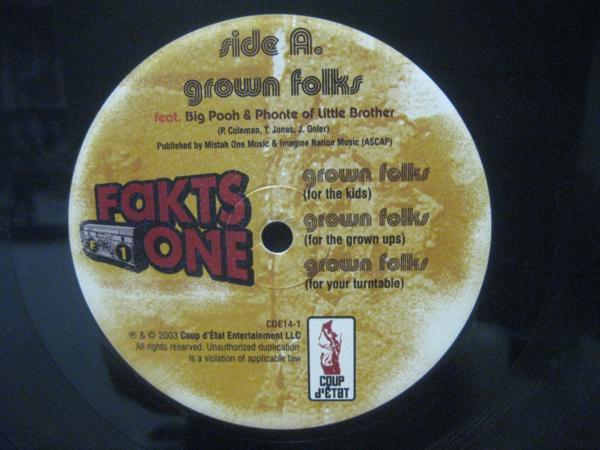 side A.
grown folks
feat. Big Pooh & Phonte of Little Brother
(P. Coleman, T. Jones, J. Goler)
Published by Mistah One Music & Imagine Nation Music (ASCAP)
FAKTS
ONE
F 1
grown folks
(for the kids)
grown folks
(for the grown ups)
grown folks
(for your turntable)
CDE14-1
℗ & © 2003 Coup d'État Entertainment LLC
All rights reserved. Unauthorized duplication
is a violation of applicable law
COUP
d'ÉTAT